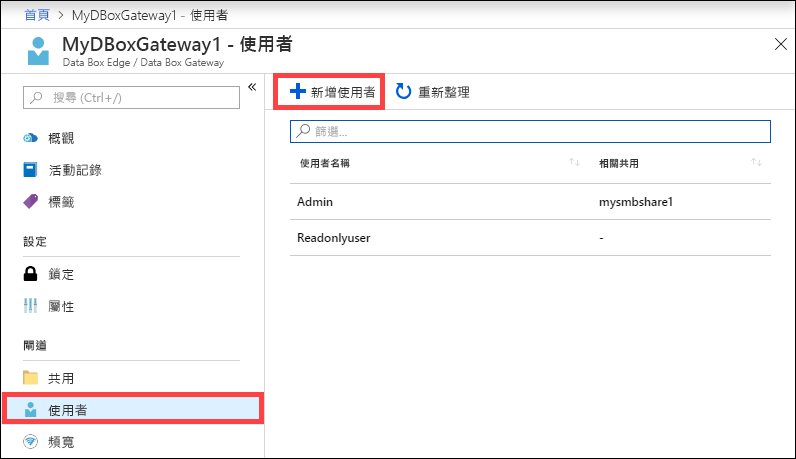 首頁 > MyDBoxGateway1 - 使用者
MyDBoxGateway1 - 使用者
Data Box Edge / Data Box Gateway
搜尋 (Ctrl+/)
概觀
活動記錄
標籤
設定
鎖定
屬性
閘道
共用
使用者
頻寬
新增使用者
重新整理
篩選...
使用者名稱 相關共用
Admin mysmbshare1
Readonlyuser -